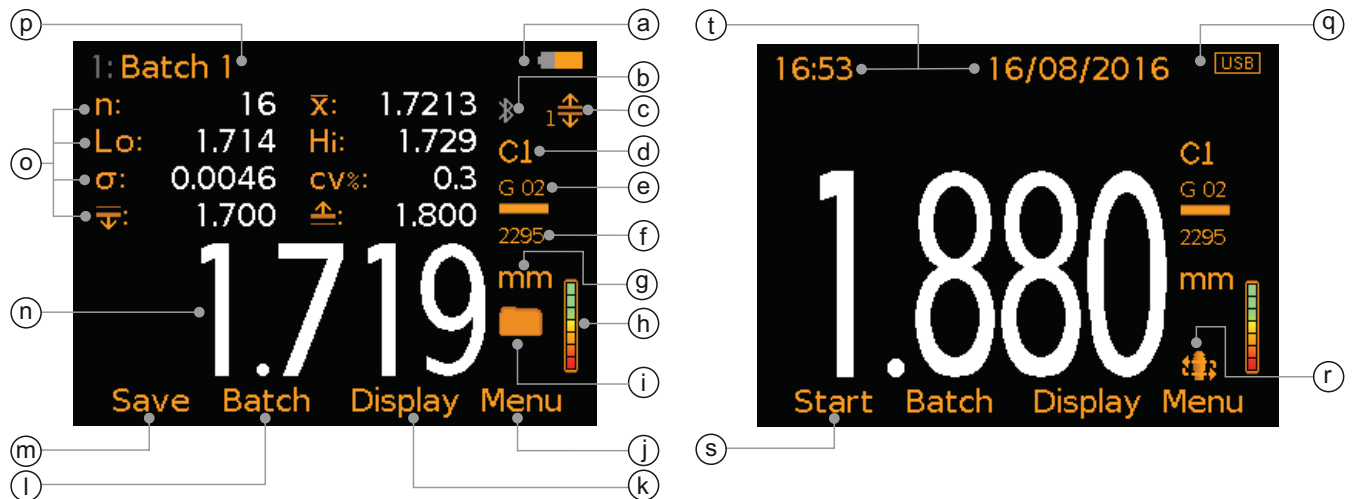 p
a
1: Batch 1
b
n: 16 x̄: 1.7213
1
c
Lo: 1.714 Hi: 1.729
C1
d
o
σ: 0.0046 cv%: 0.3
G 02
e
1.700 1.800
2295
f
1.719
mm
g
n
h
i
Save Batch Display Menu
m
l
k
j
t
q
16:53 16/08/2016 USB
C1
G 02
2295
1.880
mm
r
Start Batch Display Menu
s